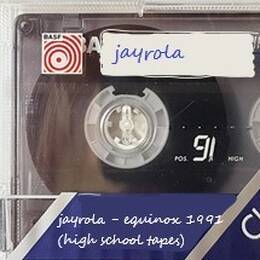 BASF
jayrola
91
POS.
HIGH
jayrola - equinox 1991
(high school tapes)